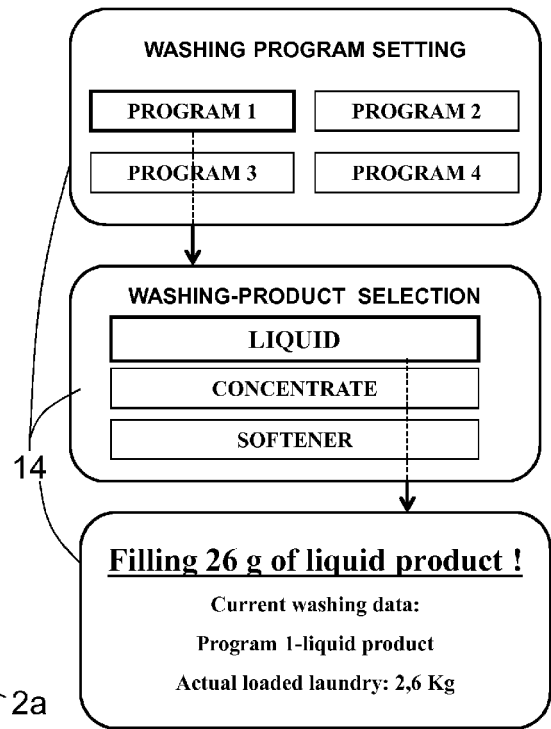 WASHING PROGRAM SETTING
PROGRAM 1 PROGRAM 2
PROGRAM 3 PROGRAM 4
WASHING-PRODUCT SELECTION
LIQUID
CONCENTRATE
SOFTENER
14
Filling 26 g of liquid product !
Current washing data:
Program 1-liquid product
Actual loaded laundry: 2,6 Kg
2a